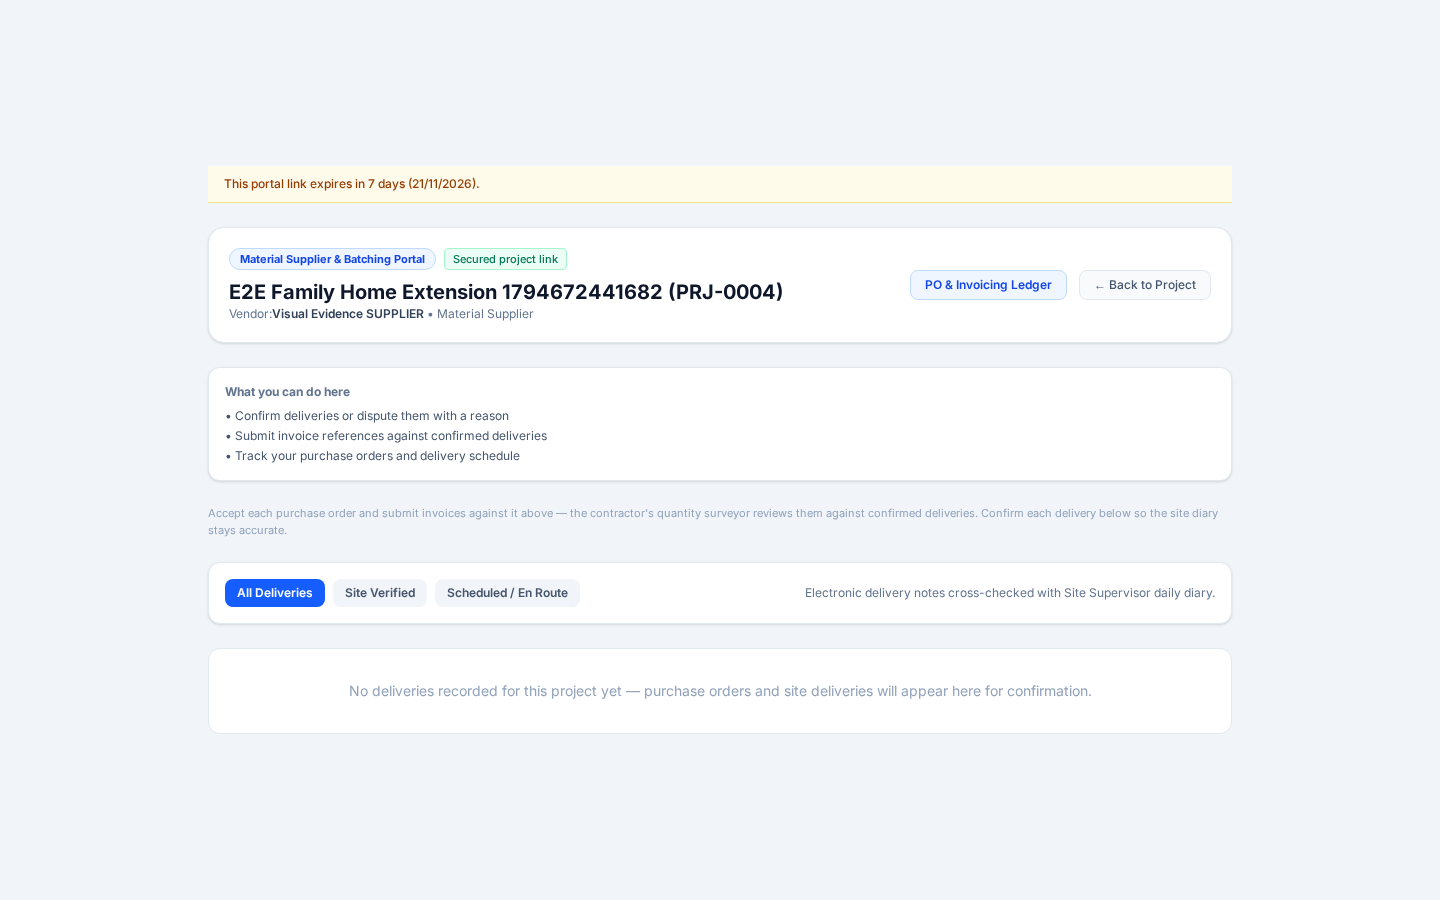 This portal link expires in 7 days (21/11/2026).
Material Supplier & Batching Portal
Secured project link
E2E Family Home Extension 1794672441682 (PRJ-0004)
Vendor:Visual Evidence SUPPLIER • Material Supplier
PO & Invoicing Ledger
← Back to Project
What you can do here
• Confirm deliveries or dispute them with a reason
• Submit invoice references against confirmed deliveries
• Track your purchase orders and delivery schedule
Accept each purchase order and submit invoices against it above — the contractor's quantity surveyor reviews them against confirmed deliveries. Confirm each delivery below so the site diary
stays accurate.
All Deliveries
Site Verified
Scheduled / En Route
Electronic delivery notes cross-checked with Site Supervisor daily diary.
No deliveries recorded for this project yet — purchase orders and site deliveries will appear here for confirmation.